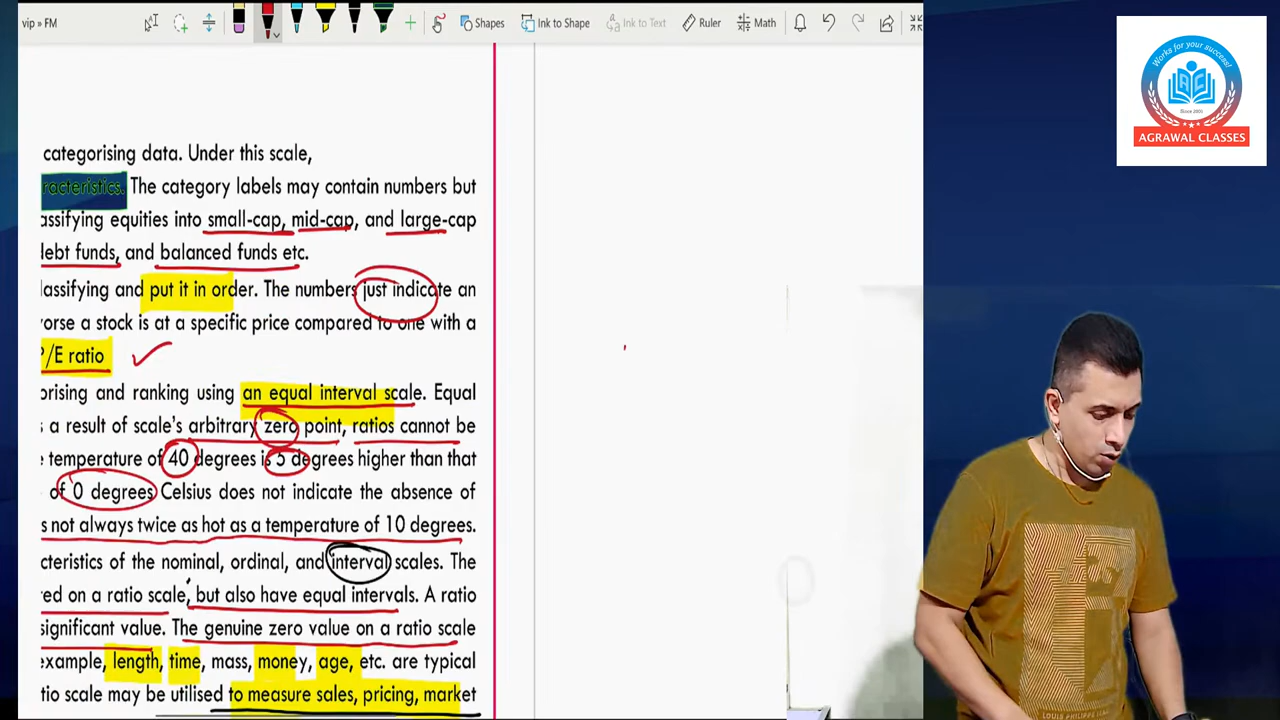 vip » FM
Shapes
Ink to Shape
Ink to Text
Ruler
Math
Works for your success!
AC
Since 2001
AGRAWAL CLASSES
categorising data. Under this scale,
racteristics. The category labels may contain numbers but
assifying equities into small-cap, mid-cap, and large-cap
debt funds, and balanced funds etc.
lassifying and put it in order. The numbers just indicate an
orse a stock is at a specific price compared to one with a
P/E ratio
orising and ranking using an equal interval scale. Equal
s a result of scale's arbitrary zero point, ratios cannot be
e temperature of 40 degrees is 5 degrees higher than that
of 0 degrees Celsius does not indicate the absence of
s not always twice as hot as a temperature of 10 degrees.
cteristics of the nominal, ordinal, and interval scales. The
red on a ratio scale, but also have equal intervals. A ratio
significant value. The genuine zero value on a ratio scale
example, length, time, mass, money, age, etc. are typical
tio scale may be utilised to measure sales, pricing, market
LOUIS PHILIPPE